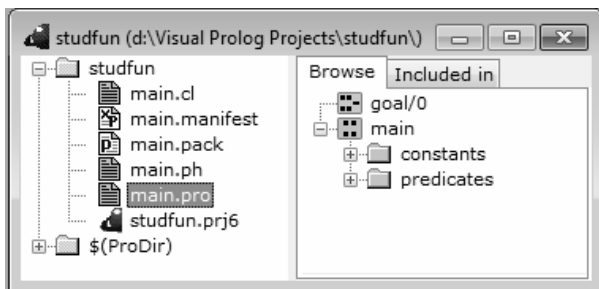 studfun (d:\Visual Prolog Projects\studfun\)
studfun
main.cl
main.manifest
main.pack
main.ph
main.pro
studfun.prj6
$(ProDir)
Browse
Included in
goal/0
main
constants
predicates